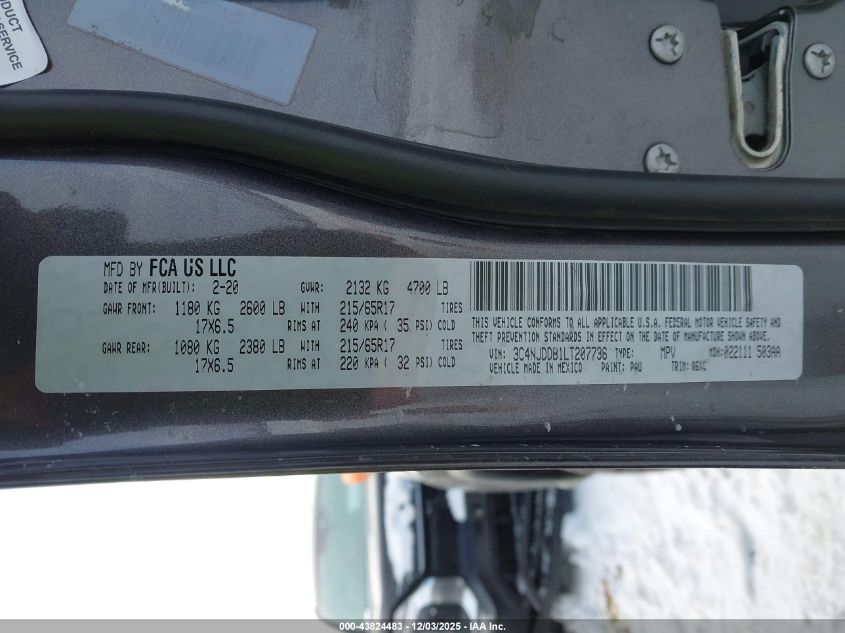 PRODUCT
SERVICE
MFD BY FCA US LLC
DATE OF MFR(BUILT): 2-20 GVWR: 2132 KG 4700 LB
GAWR FRONT: 1180 KG 2600 LB WITH 215/65R17 TIRES
17X6.5 RIMS AT 240 KPA ( 35 PSI) COLD
GAWR REAR: 1080 KG 2380 LB WITH 215/65R17 TIRES
17X6.5 RIMS AT 220 KPA ( 32 PSI) COLD
THIS VEHICLE CONFORMS TO ALL APPLICABLE U.S.A. FEDERAL MOTOR VEHICLE SAFETY AND
THEFT PREVENTION STANDARDS IN EFFECT ON THE DATE OF MANUFACTURE SHOWN ABOVE.
VIN: 3C4NJDDB1LT207736 TYPE: MPV MDH: 022111 503AA
VEHICLE MADE IN MEXICO PAINT: PAU TRIM: 06XC
000-43824483 - 12/03/2025 - IAA Inc.